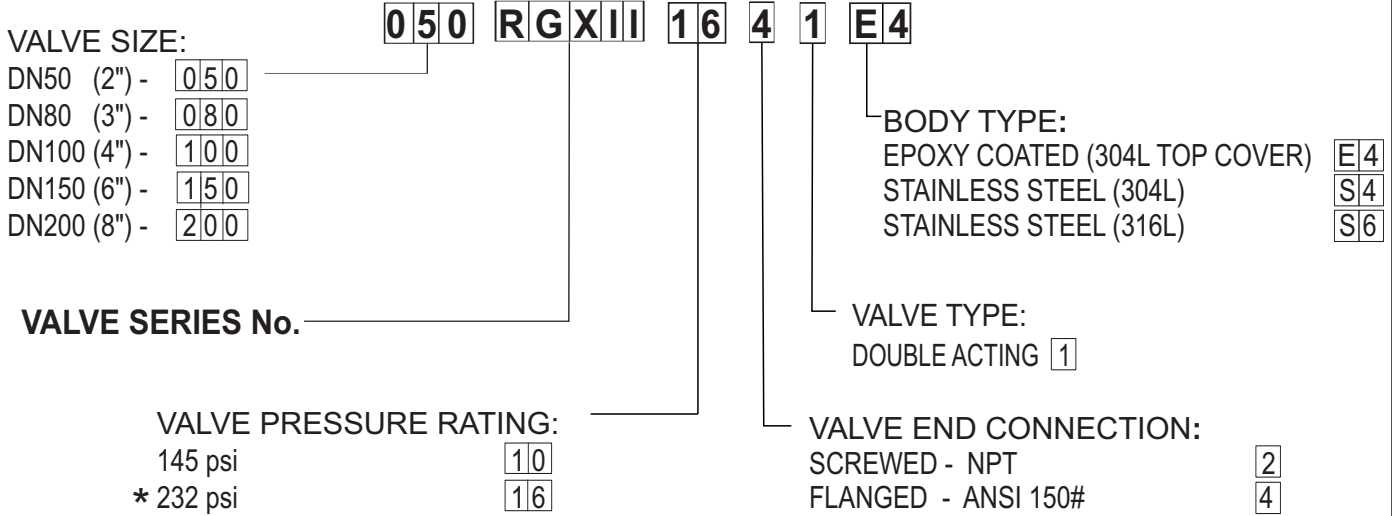 050 RGXII 16 4 1 E4
VALVE SIZE:
DN50 (2") - 050
DN80 (3") - 080
DN100 (4") - 100
DN150 (6") - 150
DN200 (8") - 200
BODY TYPE:
EPOXY COATED (304L TOP COVER) E4
STAINLESS STEEL (304L) S4
STAINLESS STEEL (316L) S6
VALVE SERIES No.
VALVE TYPE:
DOUBLE ACTING 1
VALVE PRESSURE RATING:
145 psi 10
* 232 psi 16
VALVE END CONNECTION:
SCREWED - NPT 2
FLANGED - ANSI 150# 4